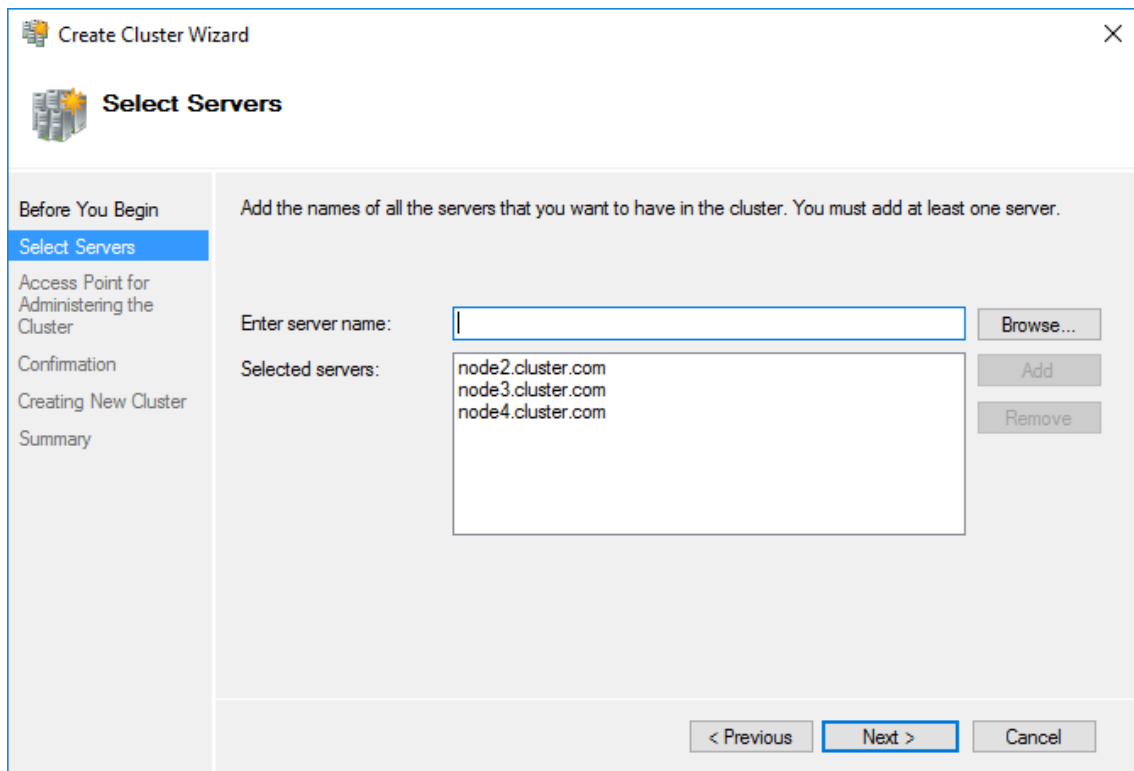 Create Cluster Wizard
Select Servers
Before You Begin
Select Servers
Access Point for
Administering the
Cluster
Confirmation
Creating New Cluster
Summary
Add the names of all the servers that you want to have in the cluster. You must add at least one server.
Enter server name:
Browse...
Selected servers:
node2.cluster.com
node3.cluster.com
node4.cluster.com
Add
Remove
< Previous
Next >
Cancel